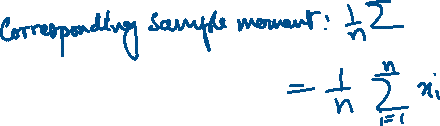 Corresponding sample moment: 1/n Σ
= 1/n Σ_{i=1}^{n} x_i